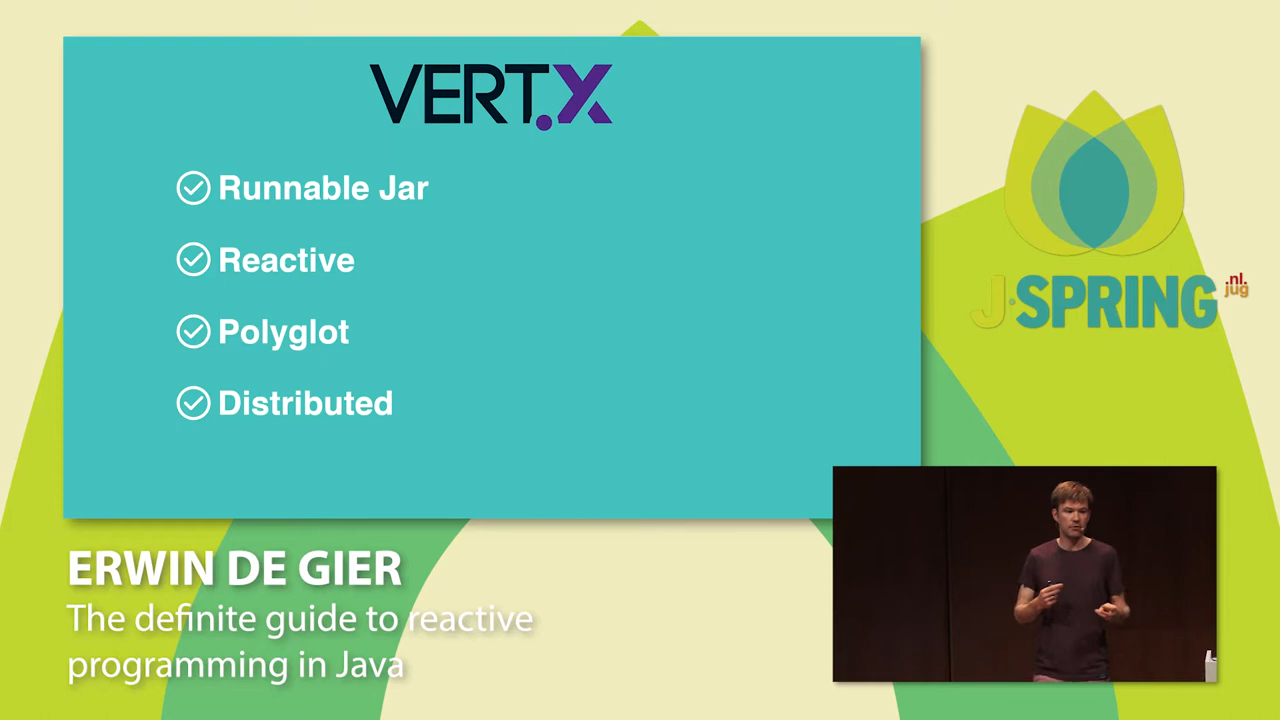 VERT.X
Runnable Jar
Reactive
Polyglot
Distributed
J·SPRING
.nl.
jug
ERWIN DE GIER
The definite guide to reactive
programming in Java